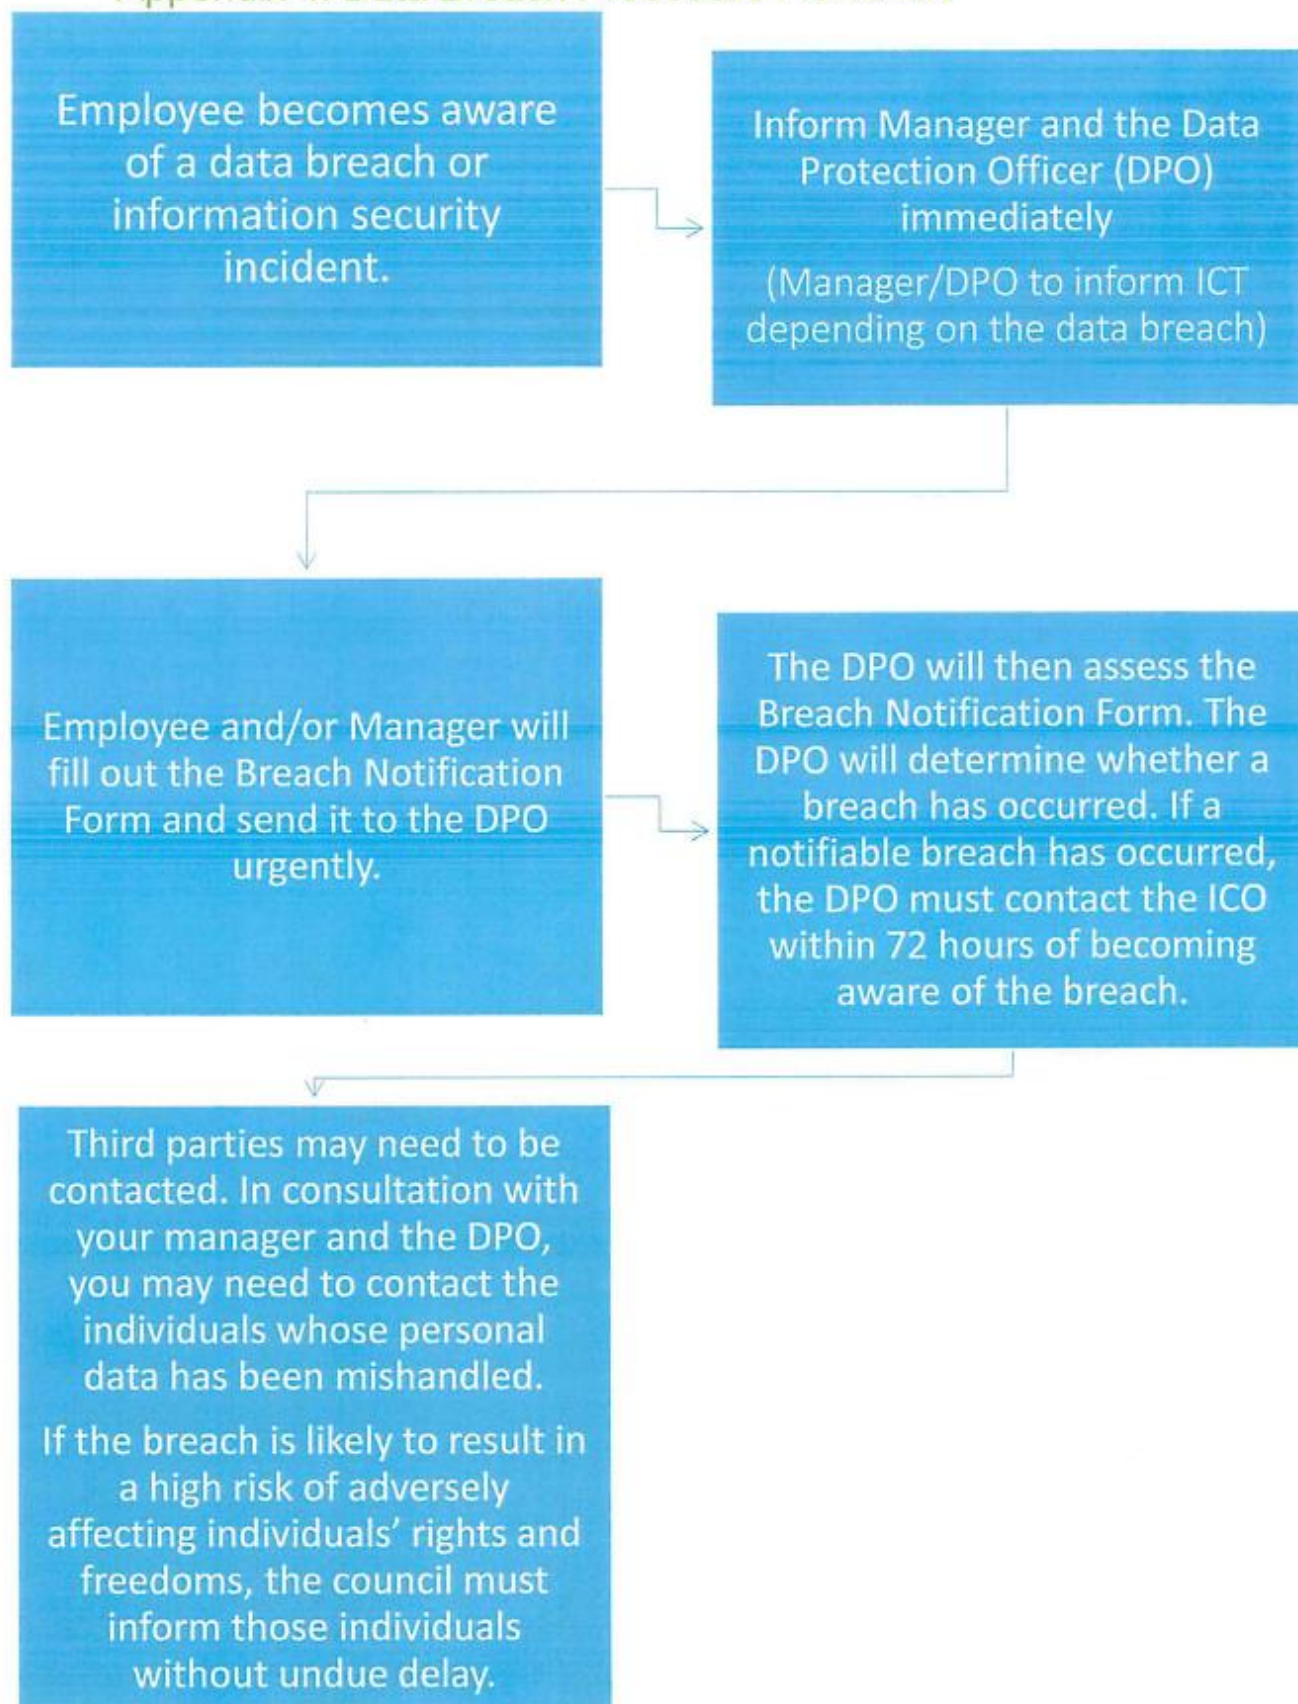 Appendix Data Breach Procedure
Employee becomes aware
of a data breach or
information security
incident.
Inform Manager and the Data
Protection Officer (DPO)
immediately
(Manager/DPO to inform ICT
depending on the data breach)
Employee and/or Manager will
fill out the Breach Notification
Form and send it to the DPO
urgently.
The DPO will then assess the
Breach Notification Form. The
DPO will determine whether a
breach has occurred. If a
notifiable breach has occurred,
the DPO must contact the ICO
within 72 hours of becoming
aware of the breach.
Third parties may need to be
contacted. In consultation with
your manager and the DPO,
you may need to contact the
individuals whose personal
data has been mishandled.
If the breach is likely to result in
a high risk of adversely
affecting individuals’ rights and
freedoms, the council must
inform those individuals
without undue delay.